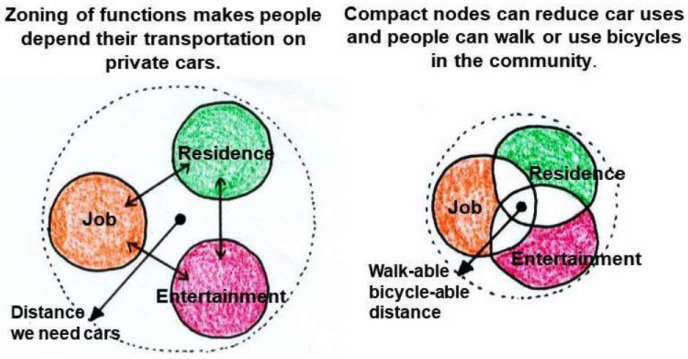 Zoning of functions makes people
depend their transportation on
private cars.
Residence
Job
Entertainment
Distance
we need cars
Compact nodes can reduce car uses
and people can walk or use bicycles
in the community.
Residence
Job
Entertainment
Walk-able
bicycle-able
distance